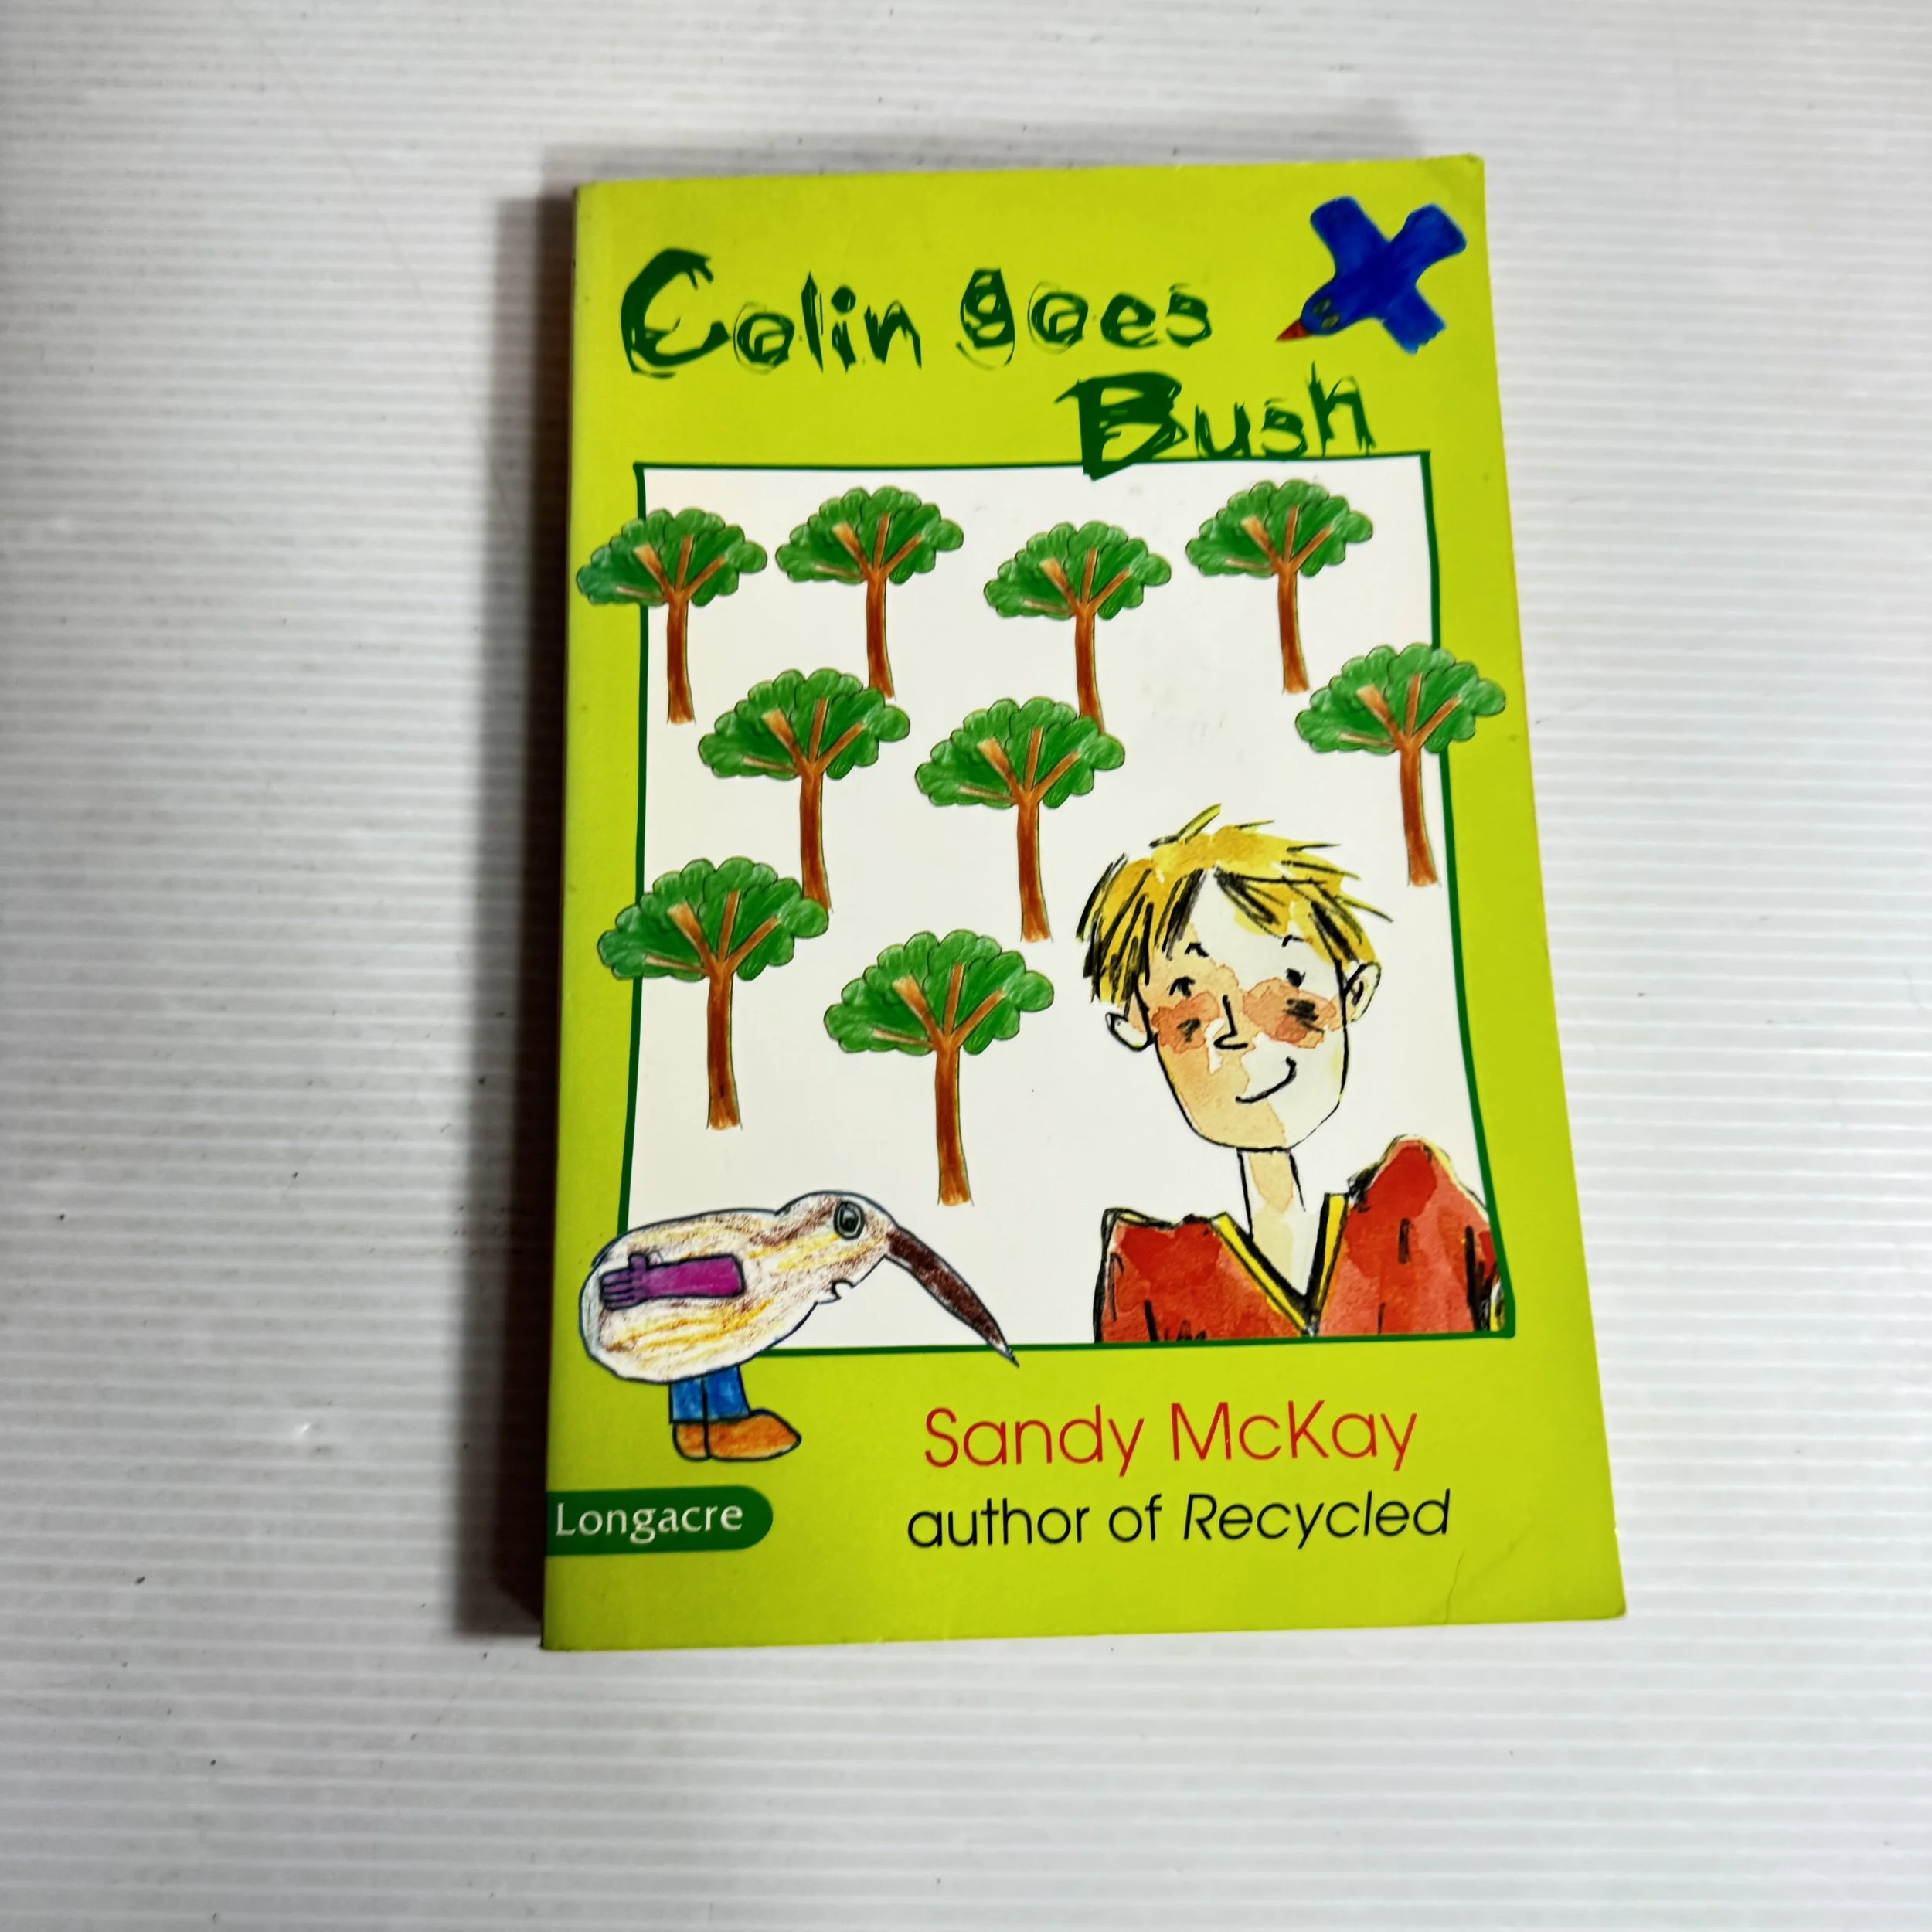 Colin goes
Bush
Sandy McKay
author of Recycled
Longacre